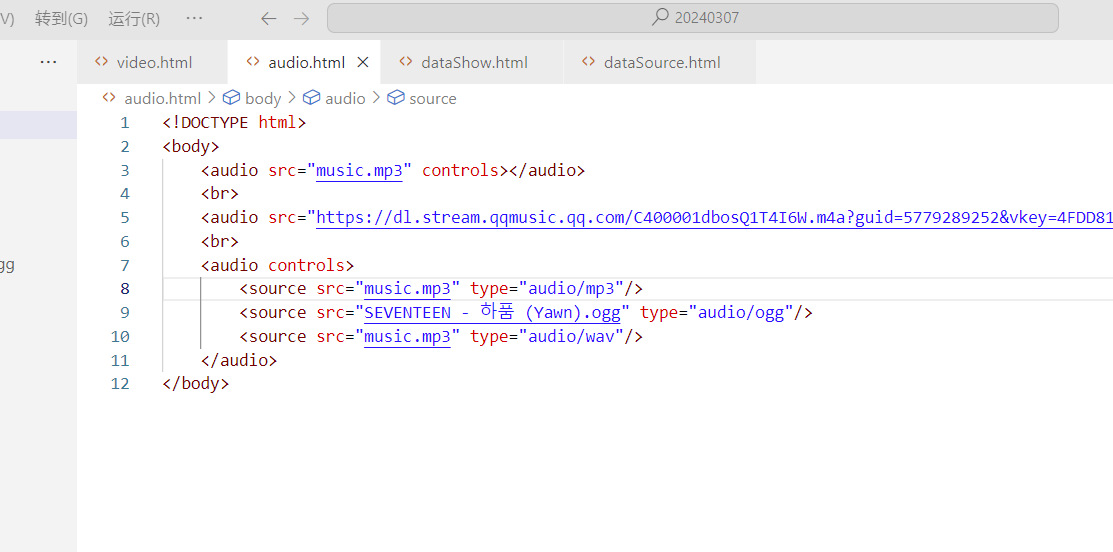 V) 转到(G) 运行(R) ··· ← → 20240307
··· <> video.html <> audio.html × <> dataShow.html <> dataSource.html
<> audio.html > body > audio > source
1 <!DOCTYPE html>
2 <body>
3 <audio src="music.mp3" controls></audio>
4 <br>
5 <audio src="https://dl.stream.qqmusic.qq.com/C400001dbosQ1T4I6W.m4a?guid=5779289252&vkey=4FDD81
6 <br>
7 <audio controls>
gg
8 <source src="music.mp3" type="audio/mp3"/>
9 <source src="SEVENTEEN - 하품 (Yawn).ogg" type="audio/ogg"/>
10 <source src="music.mp3" type="audio/wav"/>
11 </audio>
12 </body>